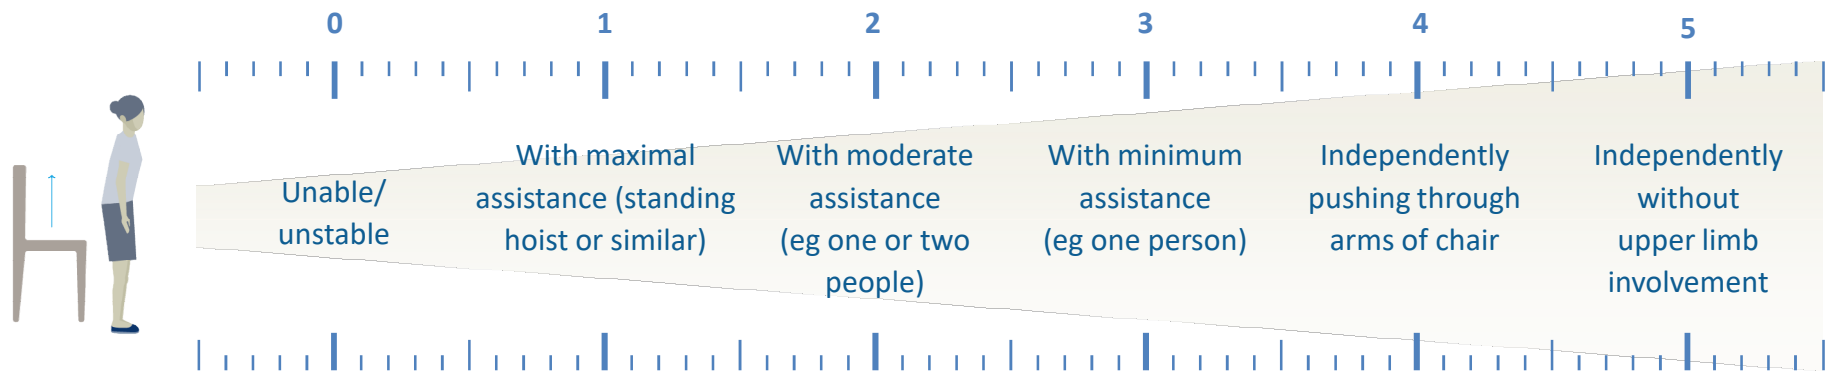 0 1 2 3 4 5
Unable/
unstable
With maximal
assistance (standing
hoist or similar)
With moderate
assistance
(eg one or two
people)
With minimum
assistance
(eg one person)
Independently
pushing through
arms of chair
Independently
without
upper limb
involvement